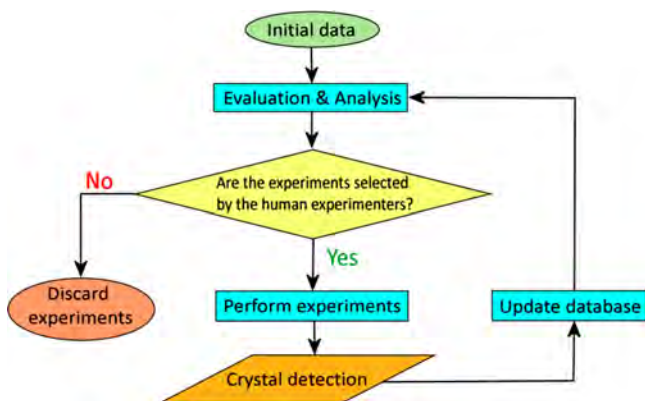 Initial data
Evaluation & Analysis
Are the experiments selected
by the human experimenters?
No
Yes
Discard
experiments
Perform experiments
Update database
Crystal detection